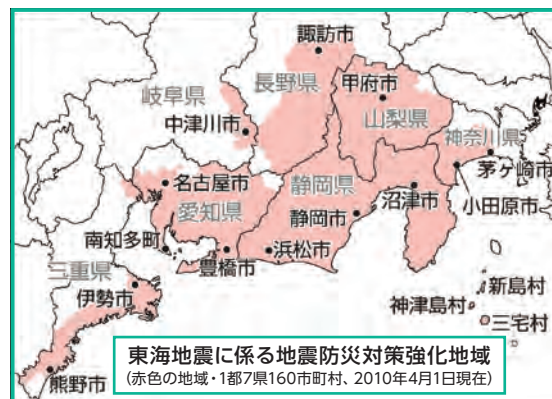 諏訪市
長野県
岐阜県
甲府市
山梨県
中津川市
神奈川県
茅ヶ崎市
名古屋市
静岡県
沼津市
小田原市
愛知県
静岡市
南知多町
豊橋市
浜松市
三重県
伊勢市
新島村
神津島村
三宅村
熊野市
東海地震に係る地震防災対策強化地域
(赤色の地域・1都7県160市町村、2010年4月1日現在)